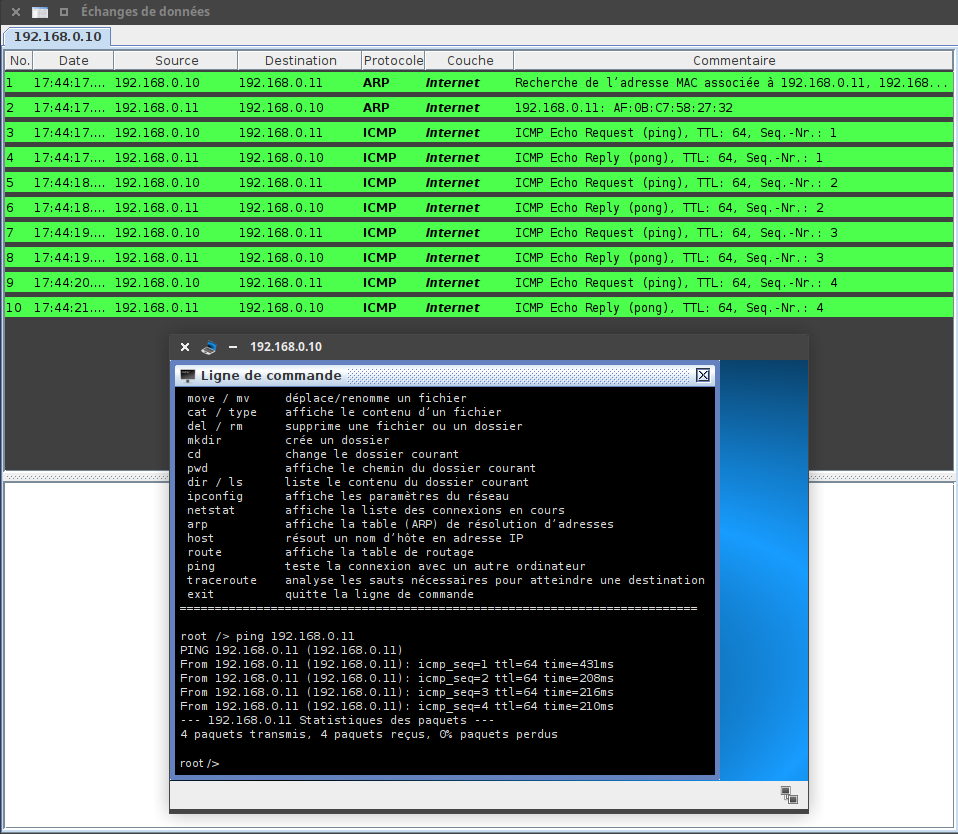 Échanges de données
192.168.0.10
No. Date Source Destination Protocole Couche Commentaire
1 17:44:17.... 192.168.0.10 192.168.0.11 ARP Internet Recherche de l’adresse MAC associée à 192.168.0.11, 192.168...
2 17:44:17.... 192.168.0.11 192.168.0.10 ARP Internet 192.168.0.11: AF:0B:C7:58:27:32
3 17:44:17.... 192.168.0.10 192.168.0.11 ICMP Internet ICMP Echo Request (ping), TTL: 64, Seq.-Nr.: 1
4 17:44:17.... 192.168.0.11 192.168.0.10 ICMP Internet ICMP Echo Reply (pong), TTL: 64, Seq.-Nr.: 1
5 17:44:18.... 192.168.0.10 192.168.0.11 ICMP Internet ICMP Echo Request (ping), TTL: 64, Seq.-Nr.: 2
6 17:44:18.... 192.168.0.11 192.168.0.10 ICMP Internet ICMP Echo Reply (pong), TTL: 64, Seq.-Nr.: 2
7 17:44:19.... 192.168.0.10 192.168.0.11 ICMP Internet ICMP Echo Request (ping), TTL: 64, Seq.-Nr.: 3
8 17:44:19.... 192.168.0.11 192.168.0.10 ICMP Internet ICMP Echo Reply (pong), TTL: 64, Seq.-Nr.: 3
9 17:44:20.... 192.168.0.10 192.168.0.11 ICMP Internet ICMP Echo Request (ping), TTL: 64, Seq.-Nr.: 4
10 17:44:21.... 192.168.0.11 192.168.0.10 ICMP Internet ICMP Echo Reply (pong), TTL: 64, Seq.-Nr.: 4
192.168.0.10
Ligne de commande
move / mv déplace/renomme un fichier
cat / type affiche le contenu d’un fichier
del / rm supprime une fichier ou un dossier
mkdir crée un dossier
cd change le dossier courant
pwd affiche le chemin du dossier courant
dir / ls liste le contenu du dossier courant
ipconfig affiche les paramètres du réseau
netstat affiche la liste des connexions en cours
arp affiche la table (ARP) de résolution d’adresses
host résout un nom d’hôte en adresse IP
route affiche la table de routage
ping teste la connexion avec un autre ordinateur
traceroute analyse les sauts nécessaires pour atteindre une destination
exit quitte la ligne de commande
==========================================================================
root /> ping 192.168.0.11
PING 192.168.0.11 (192.168.0.11)
From 192.168.0.11 (192.168.0.11): icmp_seq=1 ttl=64 time=431ms
From 192.168.0.11 (192.168.0.11): icmp_seq=2 ttl=64 time=208ms
From 192.168.0.11 (192.168.0.11): icmp_seq=3 ttl=64 time=216ms
From 192.168.0.11 (192.168.0.11): icmp_seq=4 ttl=64 time=210ms
--- 192.168.0.11 Statistiques des paquets ---
4 paquets transmis, 4 paquets reçus, 0% paquets perdus
root />